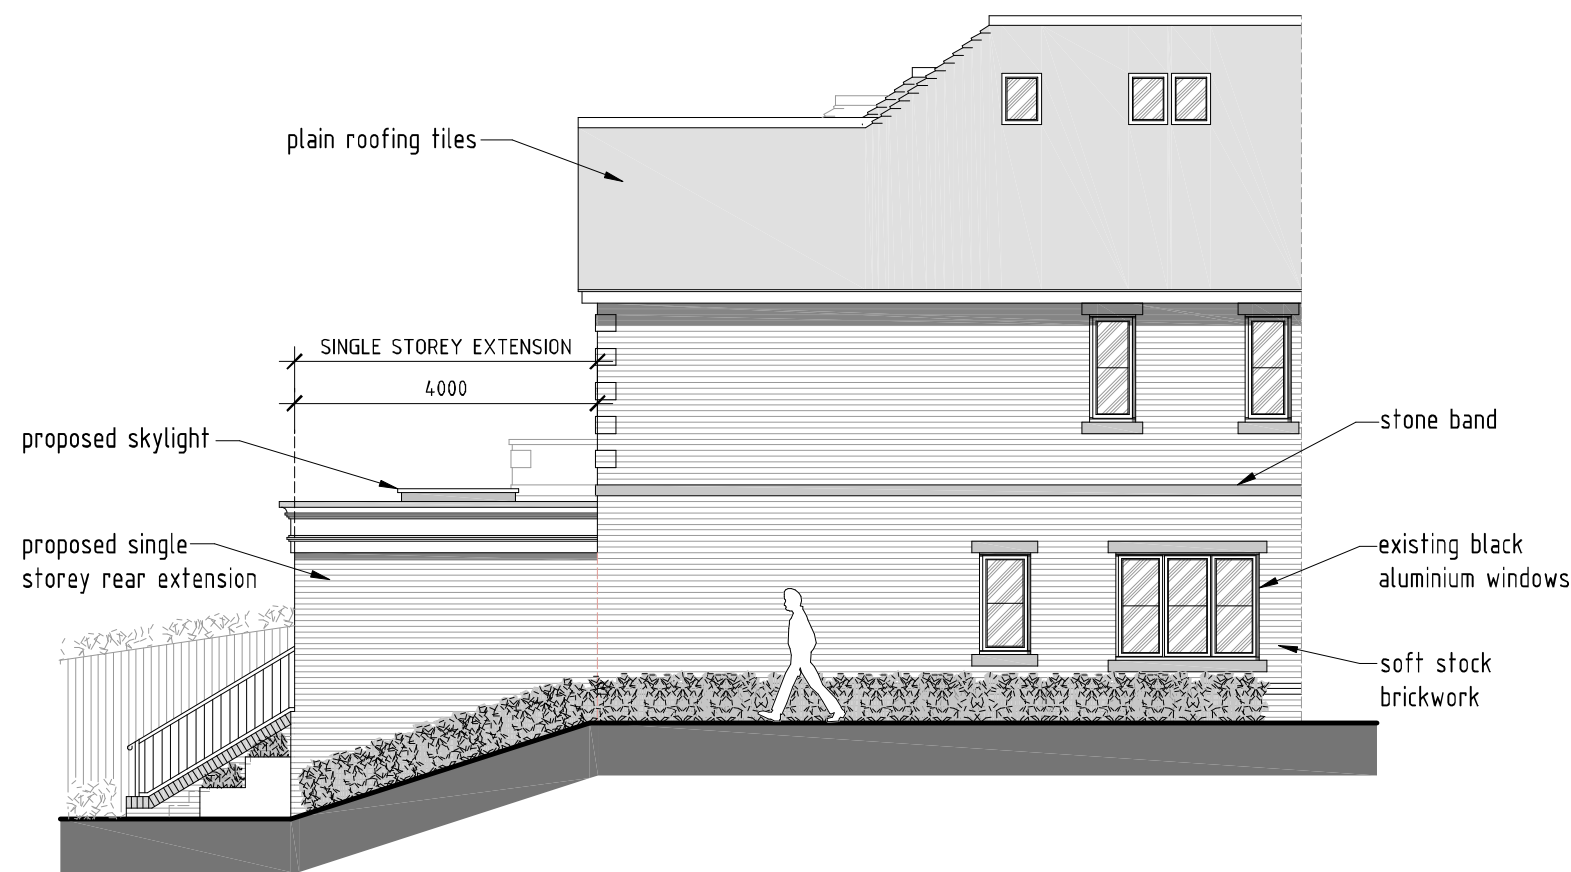 plain roofing tiles
SINGLE STOREY EXTENSION
4000
proposed skylight
stone band
proposed single
storey rear extension
existing black
aluminium windows
soft stock
brickwork